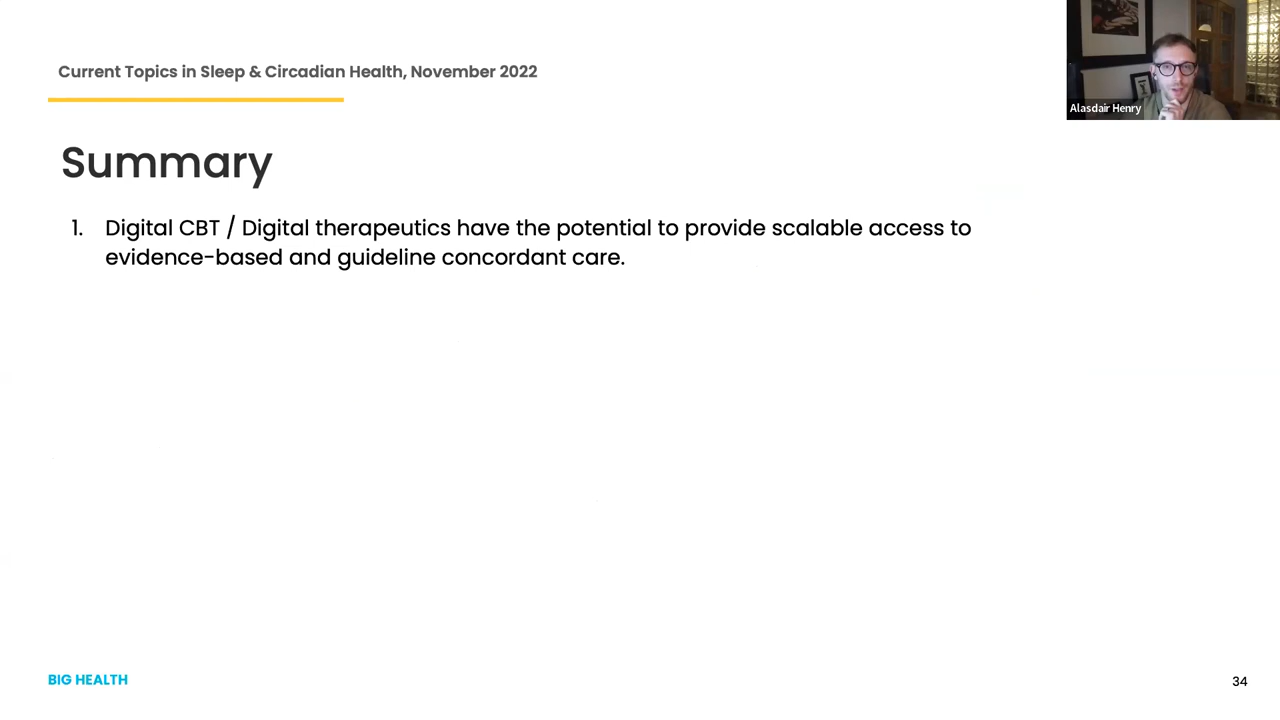 Current Topics in Sleep & Circadian Health, November 2022
Alasdair Henry
Summary
1. Digital CBT / Digital therapeutics have the potential to provide scalable access to
evidence-based and guideline concordant care.
BIG HEALTH
34